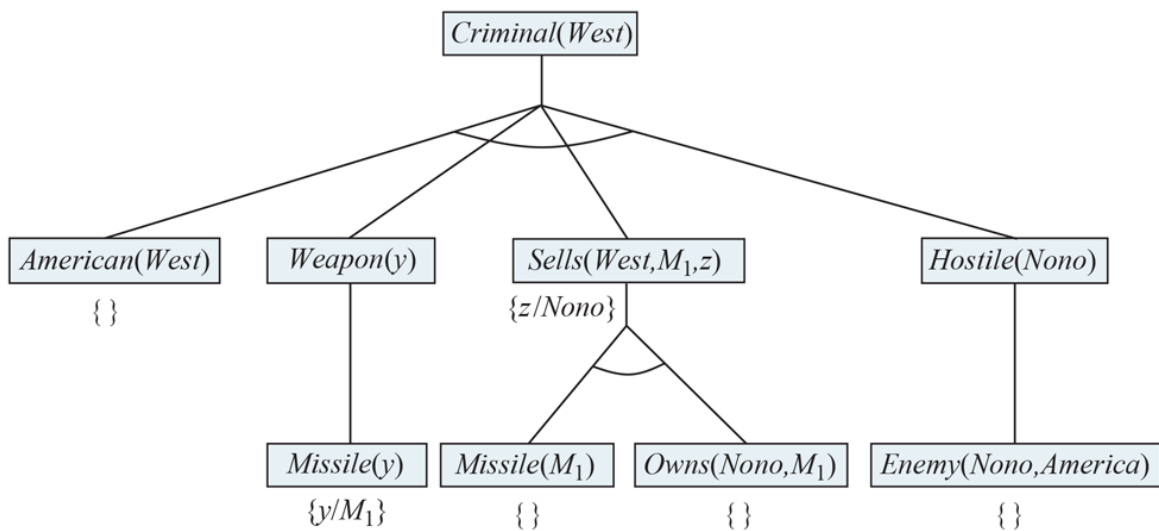 Criminal(West)
American(West) Weapon(y) Sells(West,M₁,z) Hostile(Nono)
{ } {z/Nono}
Missile(y) Missile(M₁) Owns(Nono,M₁) Enemy(Nono,America)
{y/M₁} { } { } { }